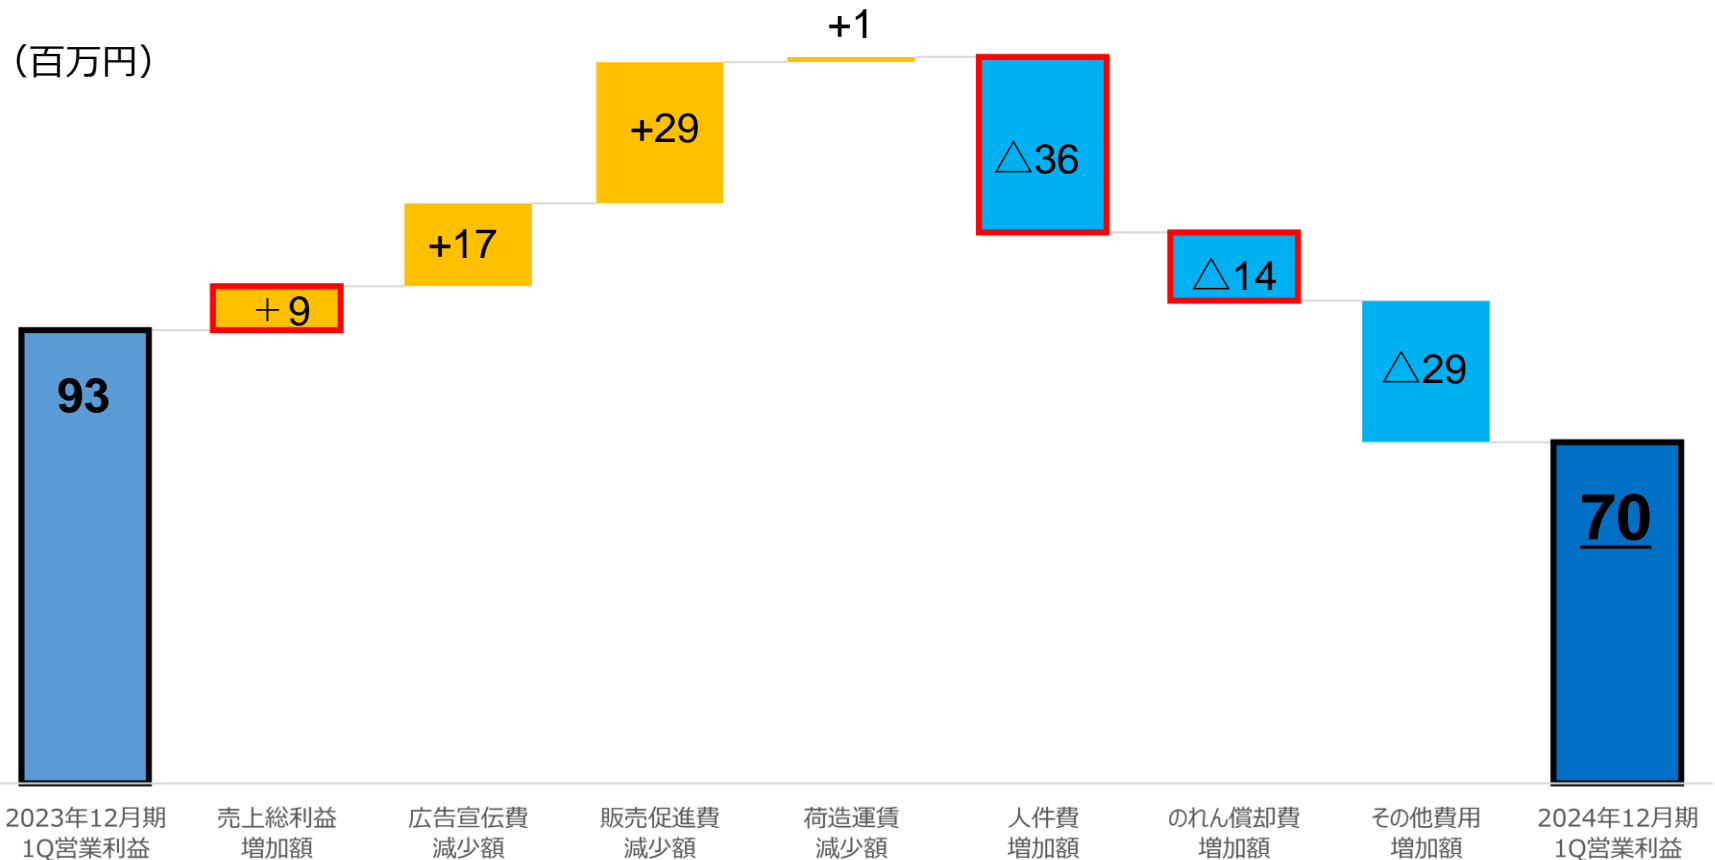 （百万円）
+1
+29
△36
+17
△14
＋9
△29
93
70
2023年12月期
1Q営業利益
売上総利益
増加額
広告宣伝費
減少額
販売促進費
減少額
荷造運賃
減少額
人件費
増加額
のれん償却費
増加額
その他費用
増加額
2024年12月期
1Q営業利益